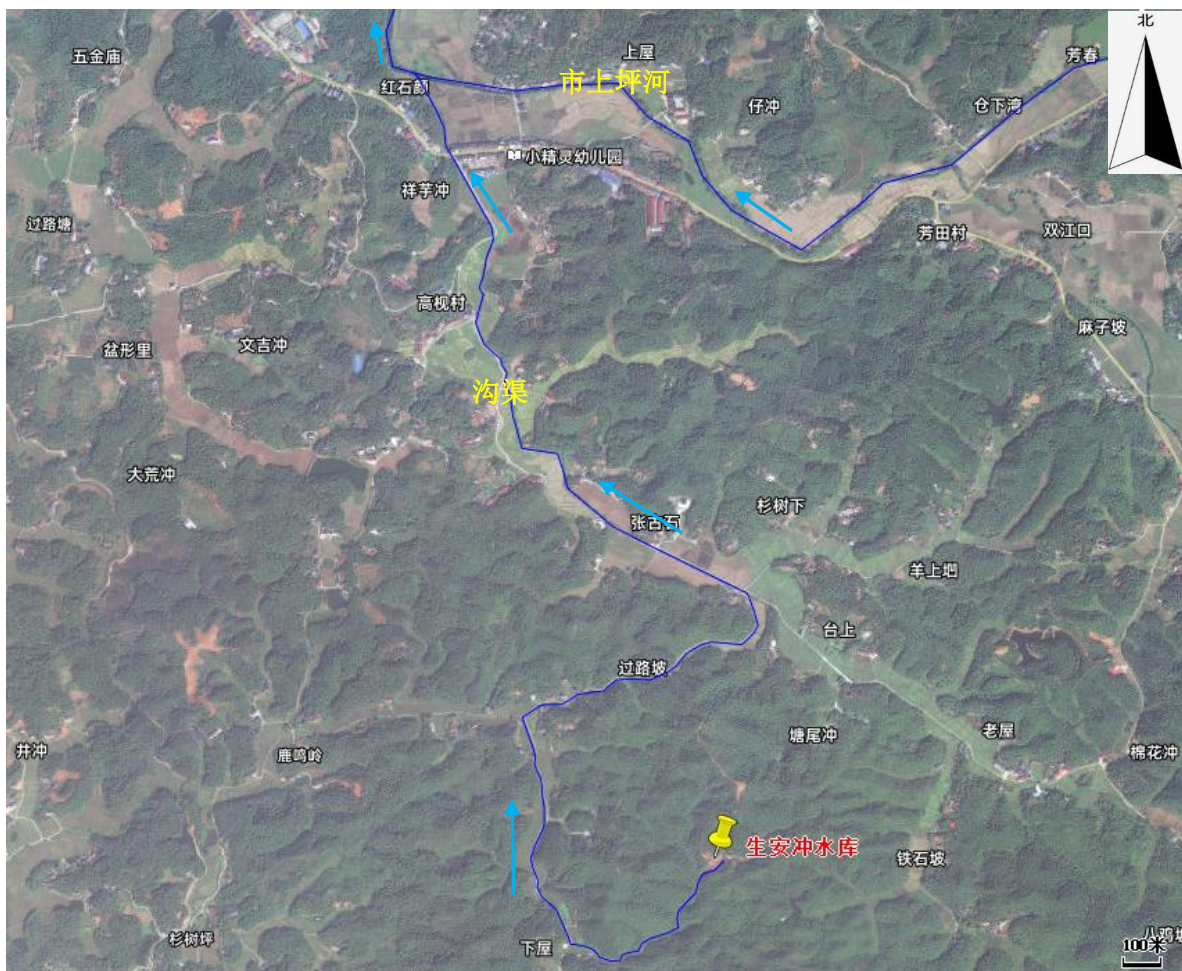 北
五金庙
上屋
芳春
红石颜
市上坪河
仔冲
仓下湾
小精灵幼儿园
祥芋冲
过路塘
芳田村
双江口
高枧村
麻子坡
盆形里
文吉冲
沟渠
大荒冲
张古石
杉树下
羊上垇
台上
过路坡
井冲
鹿鸣岭
塘尾冲
老屋
棉花冲
生安冲水库
铁石坡
杉树坪
下屋
八鸡坡
100米